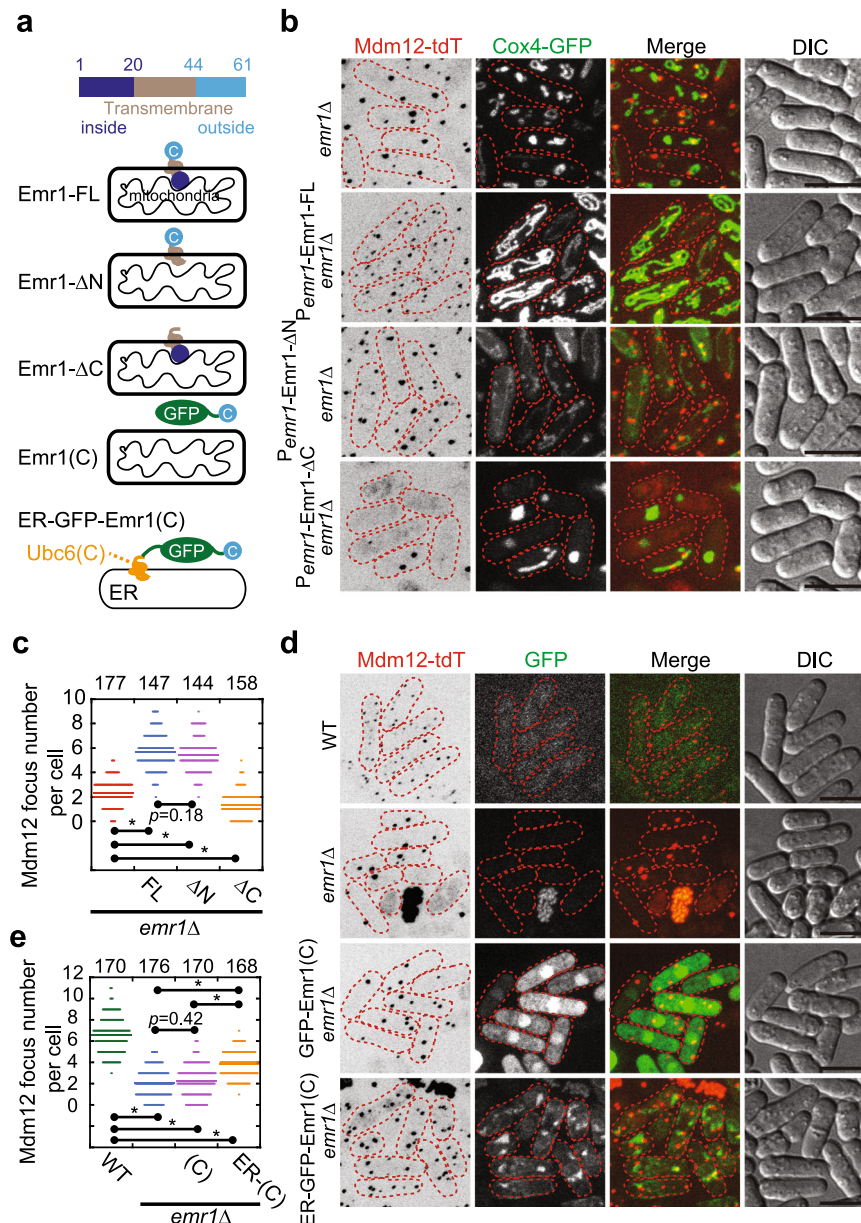 a
1 20 44 61
Transmembrane
inside outside
C
Emr1-FL
mitochondria
C
Emr1-ΔN
Emr1-ΔC
GFP C
Emr1(C)
ER-GFP-Emr1(C)
Ubc6(C)
GFP C
ER
b
Mdm12-tdT Cox4-GFP Merge DIC
emr1Δ
Pemr1-Emr1-FL
emr1Δ
Pemr1-Emr1-ΔN
emr1Δ
Pemr1-Emr1-ΔC
emr1Δ
c
177 147 144 158
Mdm12 focus number
per cell
10
8
6
4
2
0
p=0.18
*
*
*
FL ΔN ΔC
emr1Δ
d
Mdm12-tdT GFP Merge DIC
WT
emr1Δ
GFP-Emr1(C)
emr1Δ
ER-GFP-Emr1(C)
emr1Δ
e
170 176 170 168
Mdm12 focus number
per cell
12
10
8
6
4
2
0
*
*
p=0.42
*
*
*
WT (C) ER-(C)
emr1Δ